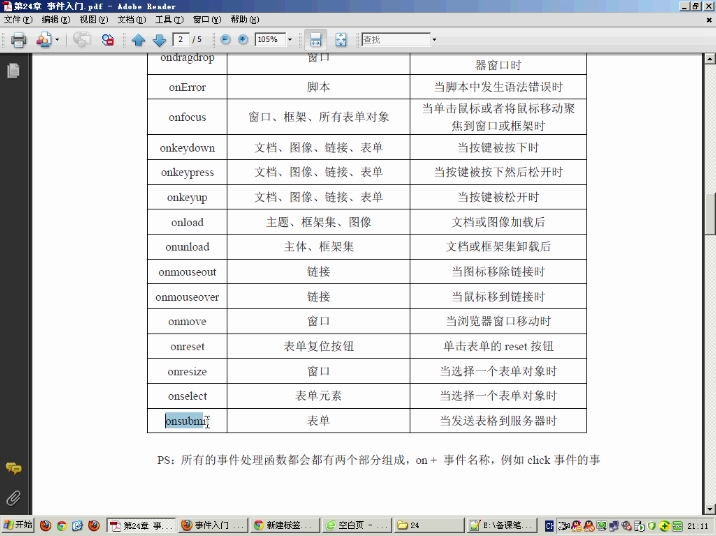 第24章 事件入门.pdf - Adobe Reader
文件(F) 编辑(E) 视图(V) 文档(D) 工具(T) 窗口(W) 帮助(H)
2 / 5 105% 查找
ondragdrop 窗口 器窗口时
onError 脚本 当脚本中发生语法错误时
onfocus 窗口、框架、所有表单对象 当单击鼠标或者将鼠标移动聚
焦到窗口或框架时
onkeydown 文档、图像、链接、表单 当按键被按下时
onkeypress 文档、图像、链接、表单 当按键被按下然后松开时
onkeyup 文档、图像、链接、表单 当按键被松开时
onload 主题、框架集、图像 文档或图像加载后
onunload 主体、框架集 文档或框架集卸载后
onmouseout 链接 当图标移除链接时
onmouseover 链接 当鼠标移到链接时
onmove 窗口 当浏览器窗口移动时
onreset 表单复位按钮 单击表单的 reset 按钮
onresize 窗口 当选择一个表单对象时
onselect 表单元素 当选择一个表单对象时
onsubmit 表单 当发送表格到服务器时
PS：所有的事件处理函数都会都有两个部分组成，on + 事件名称，例如 click 事件的事
开始 第24章 事... 事件入门 ... 新建标签... 空白页 - ... 24 E:\备课笔... CH 21:11